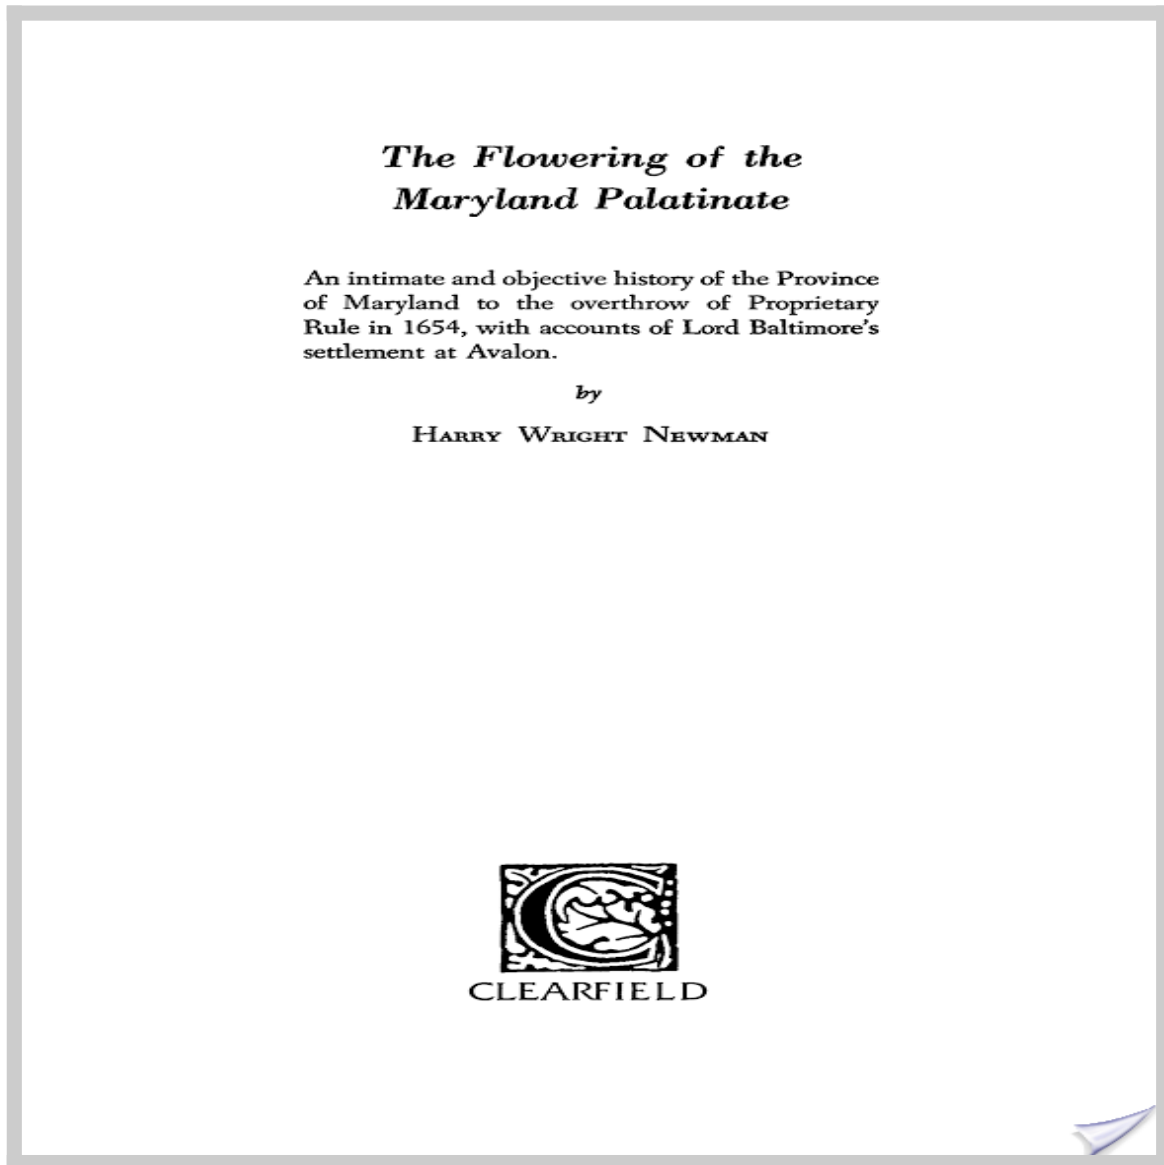 The Flowering of the
Maryland Palatinate
An intimate and objective history of the Province
of Maryland to the overthrow of Proprietary
Rule in 1654, with accounts of Lord Baltimore's
settlement at Avalon.
by
HARRY WRIGHT NEWMAN
C
CLEARFIELD